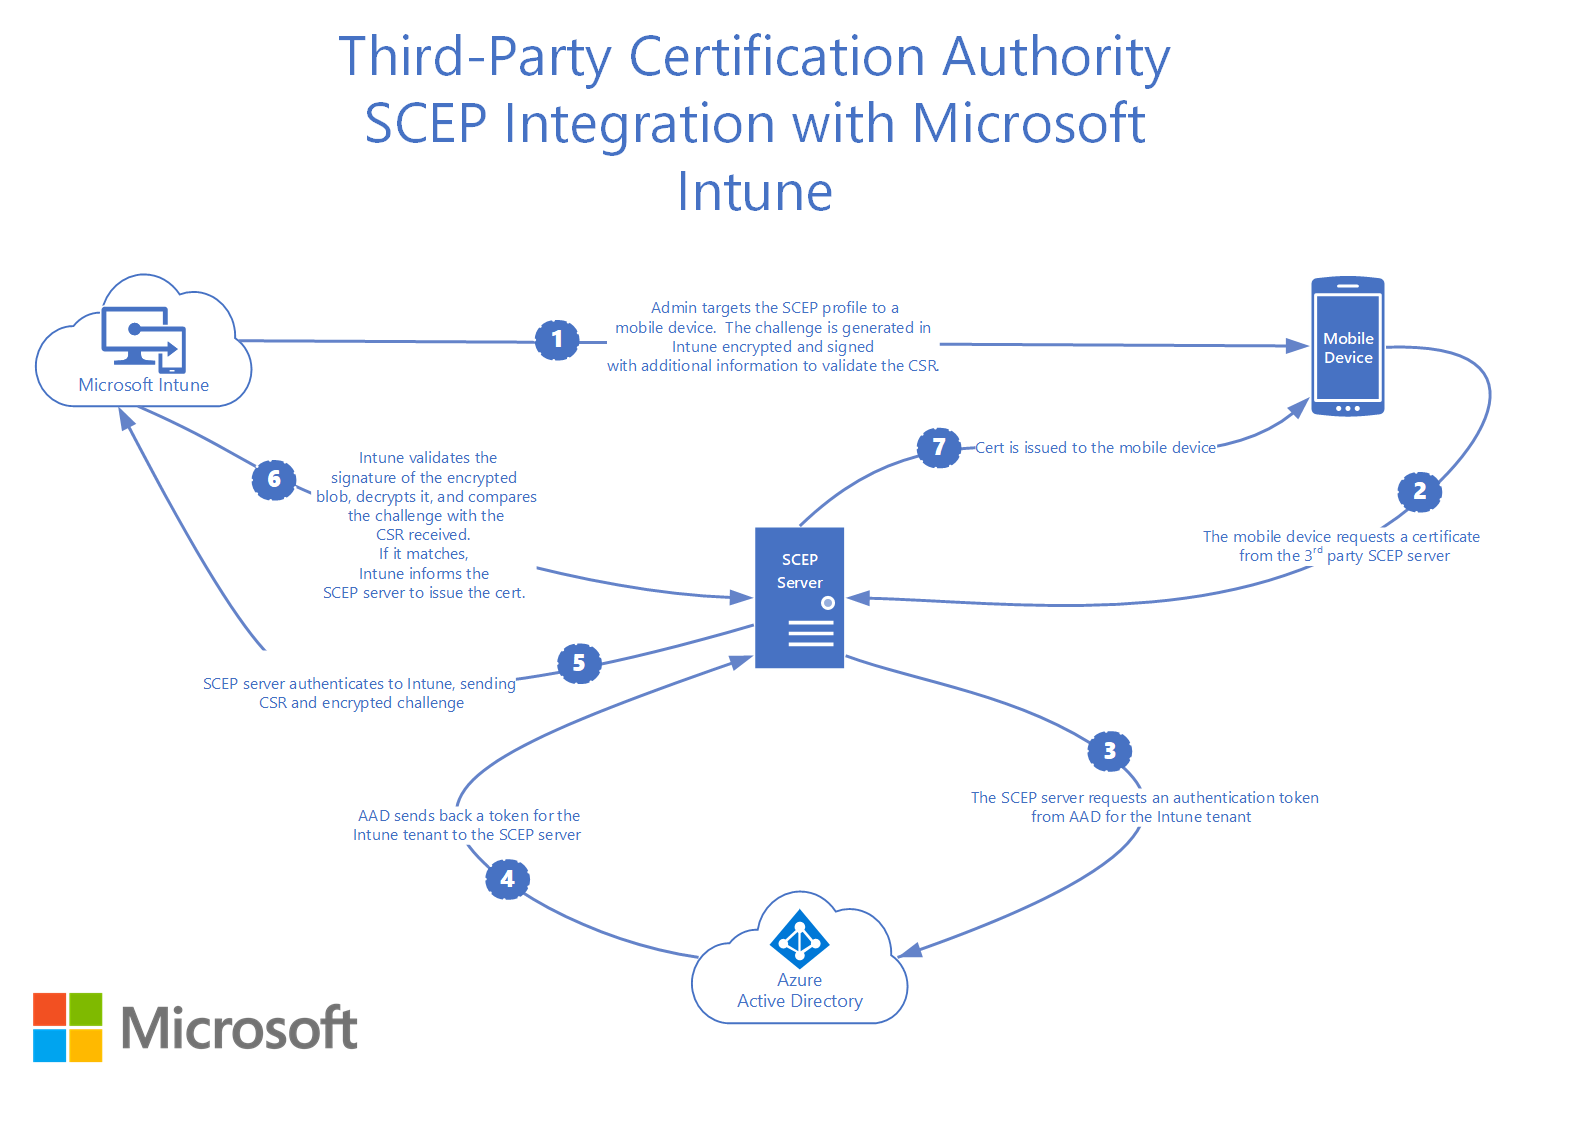 Third-Party Certification Authority
SCEP Integration with Microsoft
Intune
Microsoft Intune
1
Admin targets the SCEP profile to a
mobile device. The challenge is generated in
Intune encrypted and signed
with additional information to validate the CSR.
Mobile
Device
7
Cert is issued to the mobile device
2
The mobile device requests a certificate
from the 3rd party SCEP server
6
Intune validates the
signature of the encrypted
blob, decrypts it, and compares
the challenge with the
CSR received.
If it matches,
Intune informs the
SCEP server to issue the cert.
SCEP
Server
5
SCEP server authenticates to Intune, sending
CSR and encrypted challenge
3
The SCEP server requests an authentication token
from AAD for the Intune tenant
AAD sends back a token for the
Intune tenant to the SCEP server
4
Azure
Active Directory
Microsoft